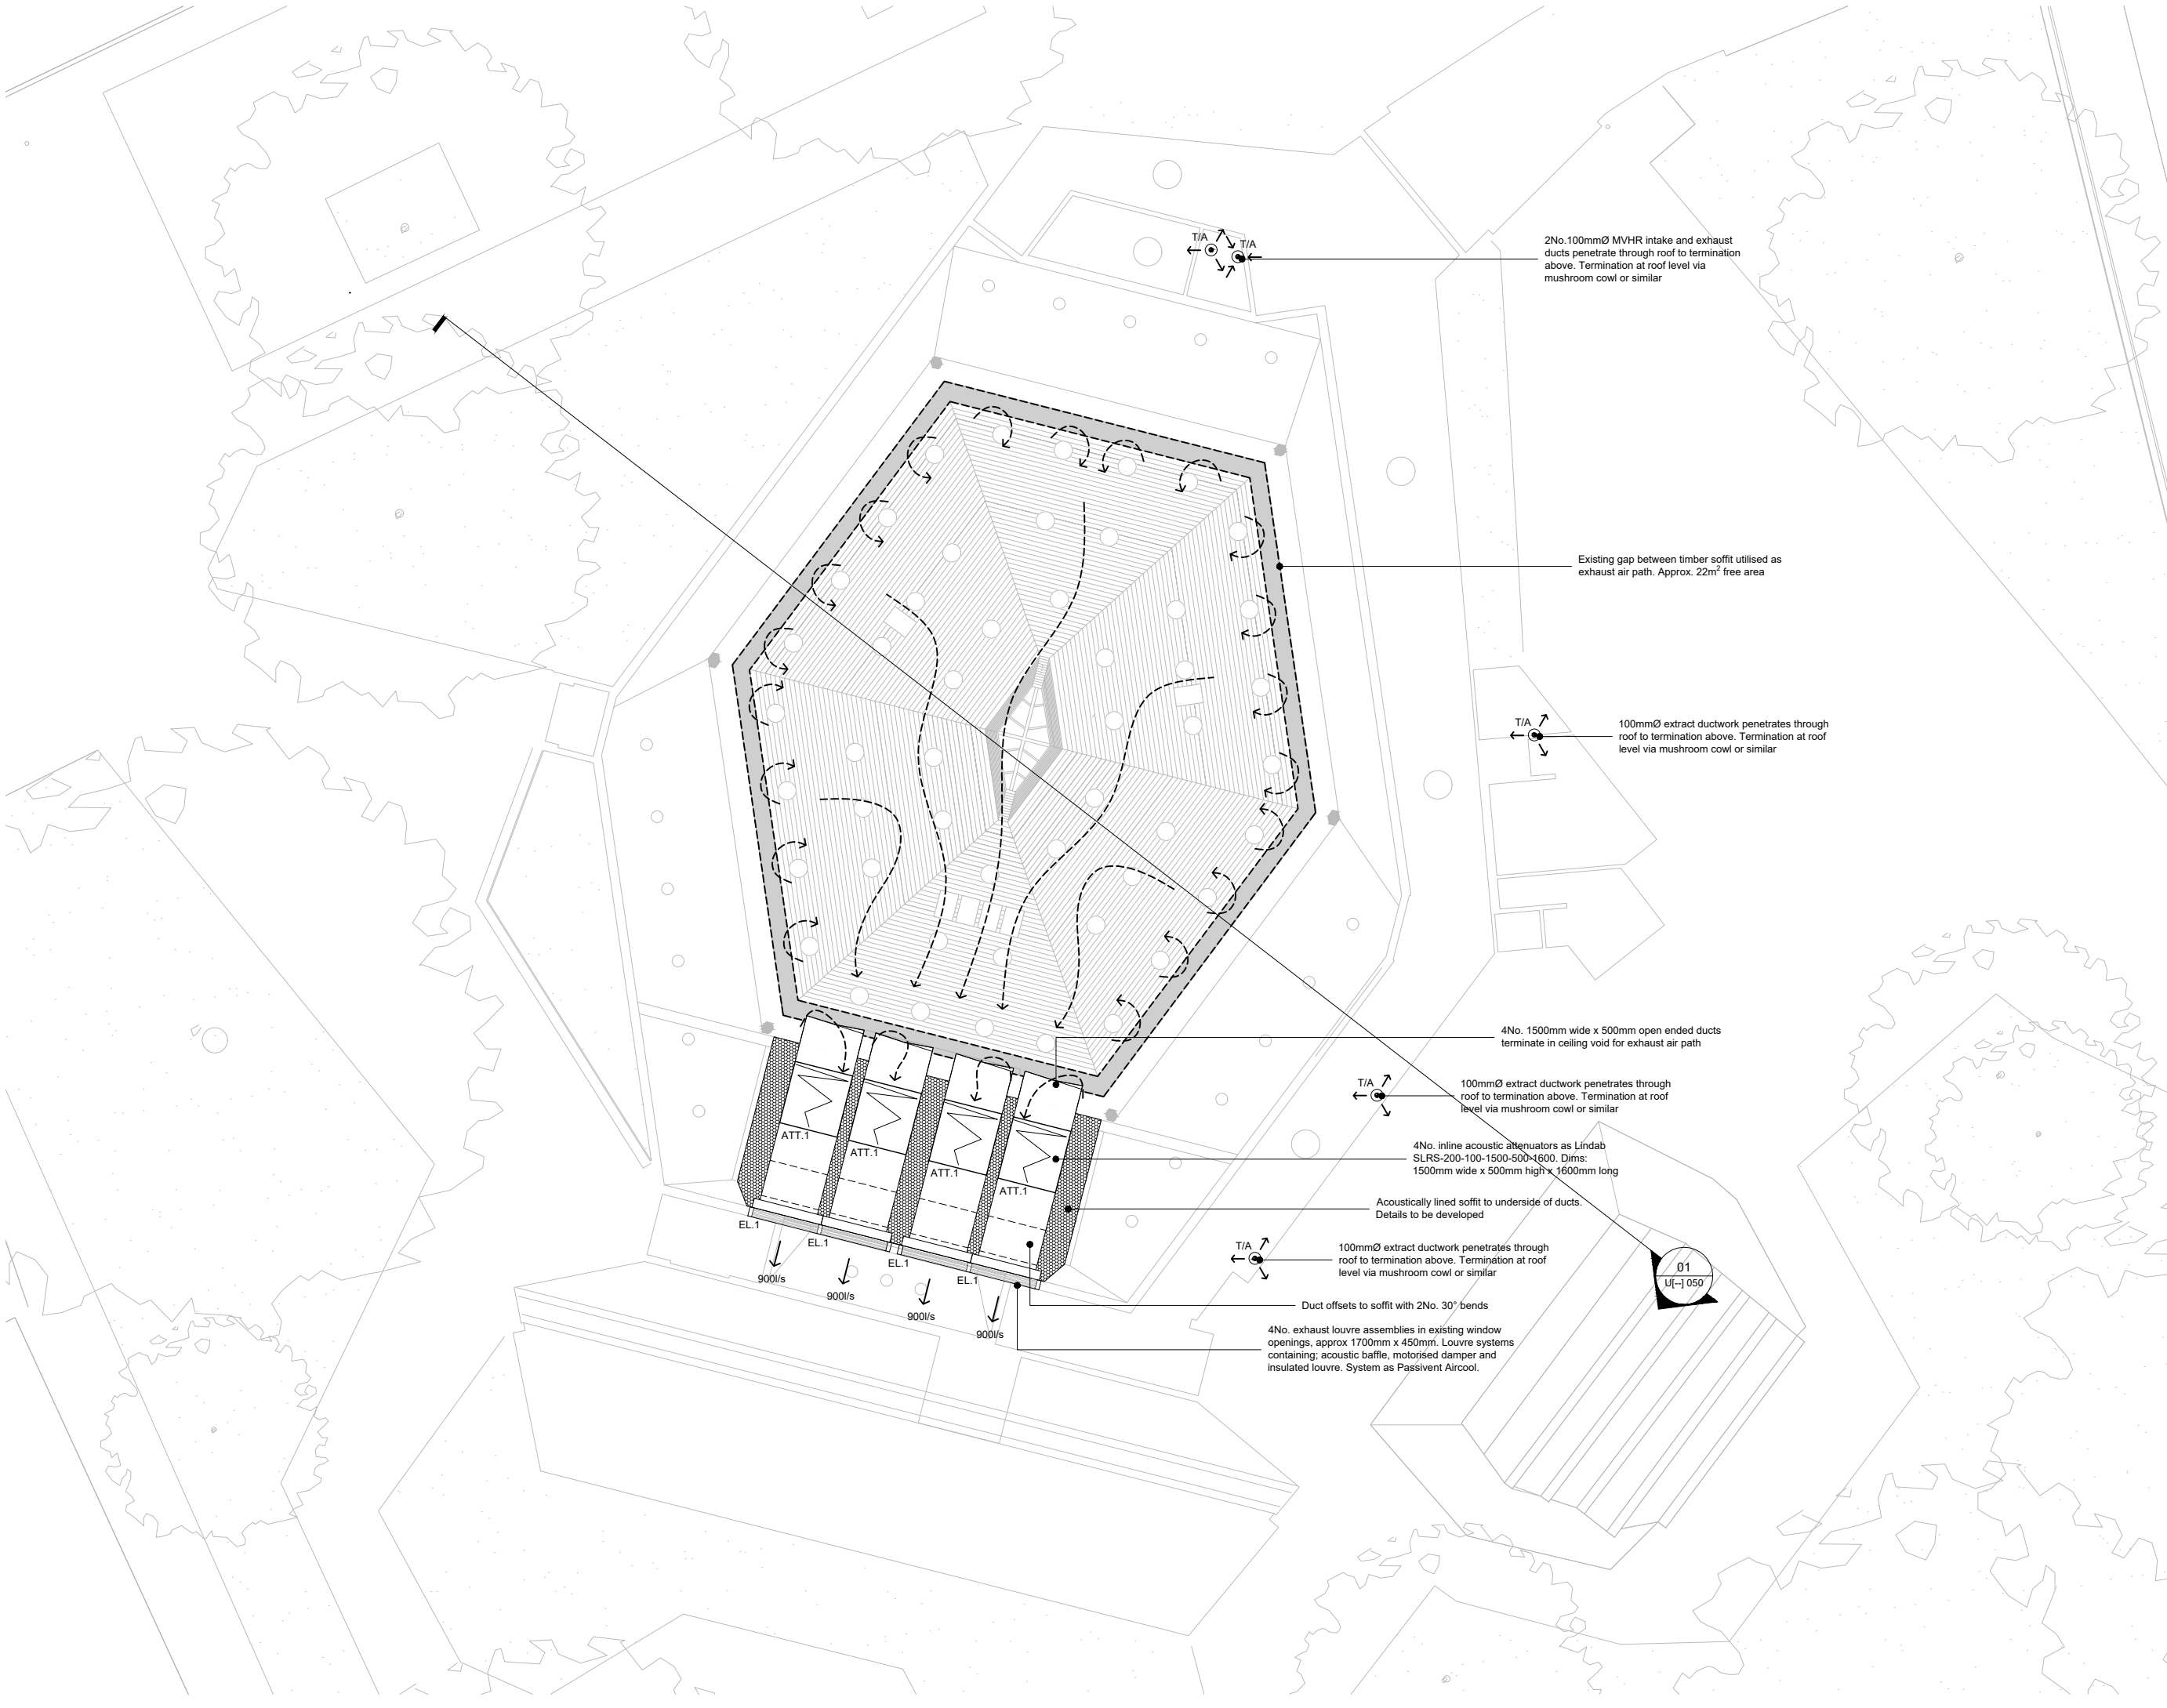 T/A
T/A
2No.100mmØ MVHR intake and exhaust
ducts penetrate through roof to termination
above. Termination at roof level via
mushroom cowl or similar
Existing gap between timber soffit utilised as
exhaust air path. Approx. 22m² free area
T/A
100mmØ extract ductwork penetrates through
roof to termination above. Termination at roof
level via mushroom cowl or similar
4No. 1500mm wide x 500mm open ended ducts
terminate in ceiling void for exhaust air path
T/A
100mmØ extract ductwork penetrates through
roof to termination above. Termination at roof
level via mushroom cowl or similar
ATT.1
ATT.1
ATT.1
ATT.1
4No. inline acoustic attenuators as Lindab
SLRS-200-100-1500-500-1600. Dims:
1500mm wide x 500mm high x 1600mm long
Acoustically lined soffit to underside of ducts.
Details to be developed
EL.1
EL.1
EL.1
EL.1
T/A
100mmØ extract ductwork penetrates through
roof to termination above. Termination at roof
level via mushroom cowl or similar
01
U[--] 050
900l/s
900l/s
900l/s
900l/s
Duct offsets to soffit with 2No. 30° bends
4No. exhaust louvre assemblies in existing window
openings, approx 1700mm x 450mm. Louvre systems
containing; acoustic baffle, motorised damper and
insulated louvre. System as Passivent Aircool.